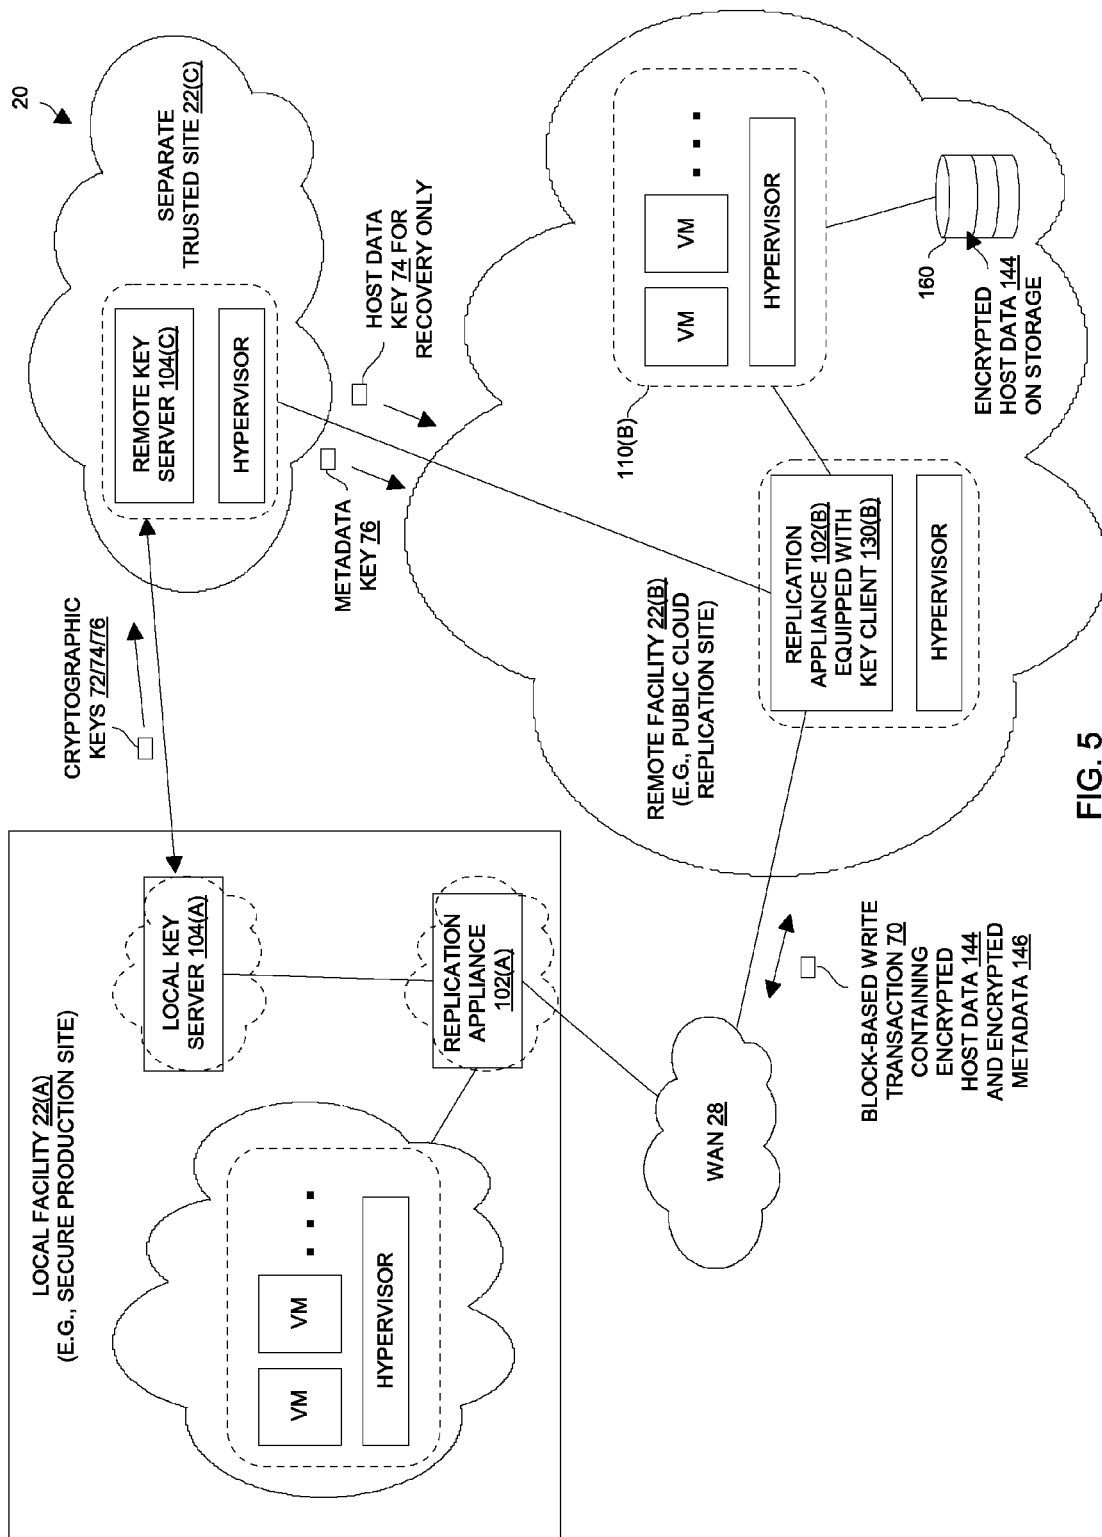 20
SEPARATE
TRUSTED SITE 22(C)
REMOTE KEY
SERVER 104(C)
HYPERVISOR
CRYPTOGRAPHIC
KEYS 72/74/76
METADATA
KEY 76
HOST DATA
KEY 74 FOR
RECOVERY ONLY
LOCAL FACILITY 22(A)
(E.G., SECURE PRODUCTION SITE)
LOCAL KEY
SERVER 104(A)
REPLICATION
APPLIANCE
102(A)
VM
VM
HYPERVISOR
REMOTE FACILITY 22(B)
(E.G., PUBLIC CLOUD
REPLICATION SITE)
110(B)
VM
VM
HYPERVISOR
REPLICATION
APPLIANCE 102(B)
EQUIPPED WITH
KEY CLIENT 130(B)
HYPERVISOR
160
ENCRYPTED
HOST DATA 144
ON STORAGE
WAN 28
BLOCK-BASED WRITE
TRANSACTION 70
CONTAINING
ENCRYPTED
HOST DATA 144
AND ENCRYPTED
METADATA 146
FIG. 5